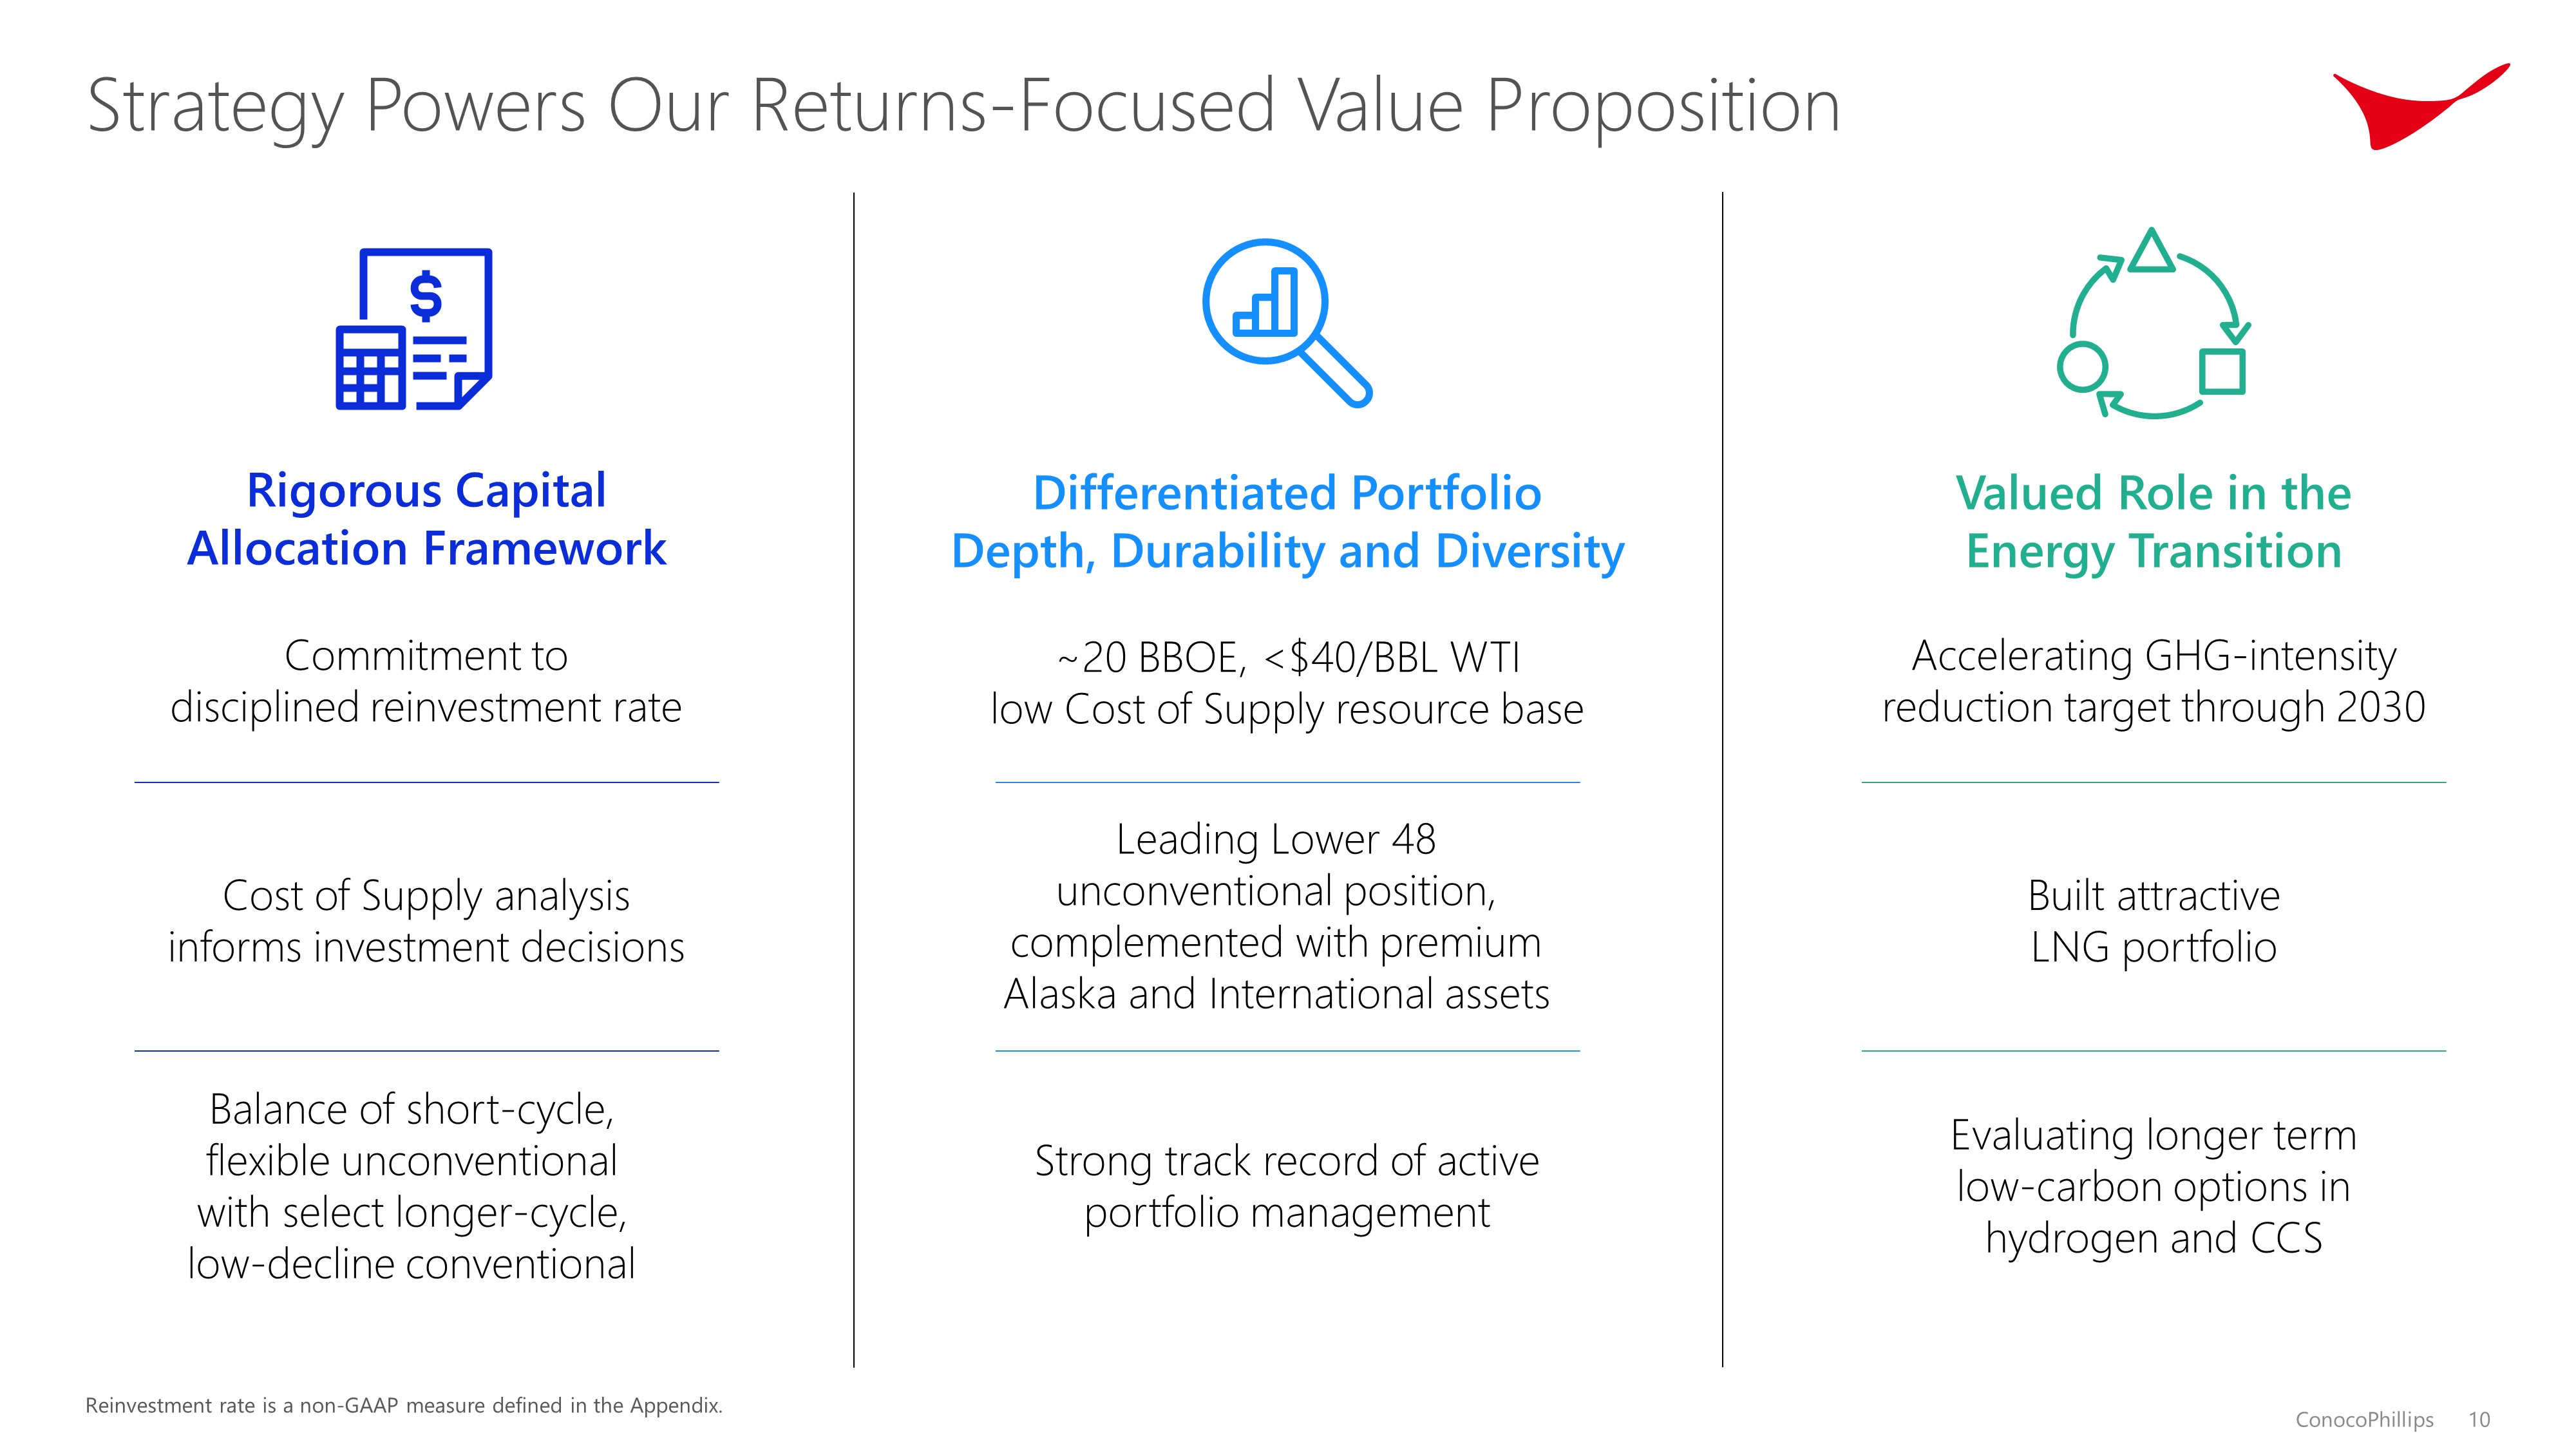 Strategy Powers Our Returns-Focused Value Proposition
$
Rigorous Capital
Allocation Framework
Commitment to
disciplined reinvestment rate
Cost of Supply analysis
informs investment decisions
Balance of short-cycle,
flexible unconventional
with select longer-cycle,
low-decline conventional
Differentiated Portfolio
Depth, Durability and Diversity
~20 BBOE, <$40/BBL WTI
low Cost of Supply resource base
Leading Lower 48
unconventional position,
complemented with premium
Alaska and International assets
Strong track record of active
portfolio management
Valued Role in the
Energy Transition
Accelerating GHG-intensity
reduction target through 2030
Built attractive
LNG portfolio
Evaluating longer term
low-carbon options in
hydrogen and CCS
Reinvestment rate is a non-GAAP measure defined in the Appendix.
ConocoPhillips 10